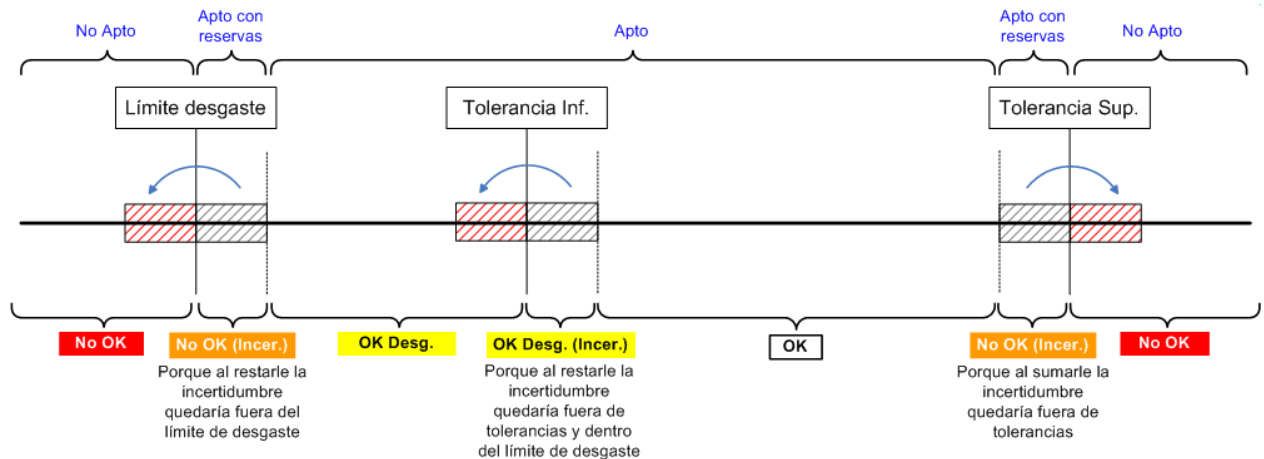 No Apto
Apto con
reservas
Apto
Apto con
reservas
No Apto
Límite desgaste
Tolerancia Inf.
Tolerancia Sup.
No OK
No OK (Incer.)
OK Desg.
OK Desg. (Incer.)
OK
No OK (Incer.)
No OK
Porque al restarle la
incertidumbre
quedaría fuera del
límite de desgaste
Porque al restarle la
incertidumbre
quedaría fuera de
tolerancias y dentro
del límite de desgaste
Porque al sumarle la
incertidumbre
quedaría fuera de
tolerancias